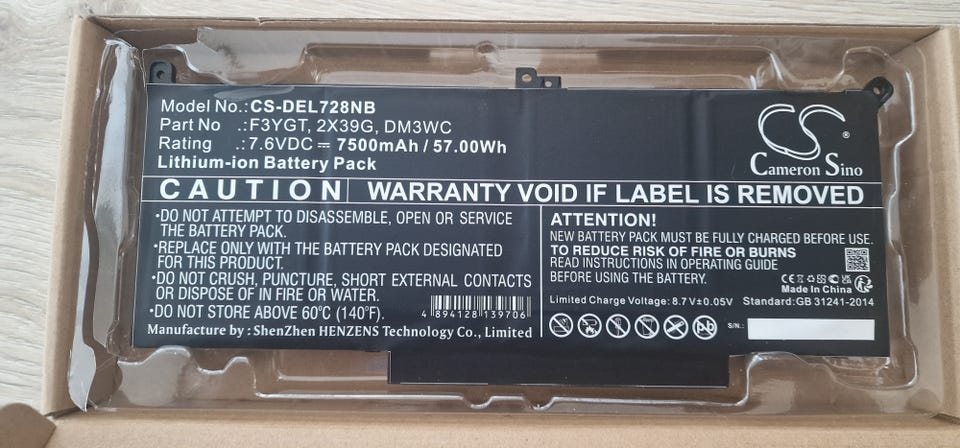 Model No.:CS-DEL728NB
Part No .:F3YGT, 2X39G, DM3WC
Rating .:7.6VDC⎓7500mAh / 57.00Wh
Lithium-ion Battery Pack
CS®
Cameron Sino
CAUTION WARRANTY VOID IF LABEL IS REMOVED
•DO NOT ATTEMPT TO DISASSEMBLE, OPEN OR SERVICE
THE BATTERY PACK.
•REPLACE ONLY WITH THE BATTERY PACK DESIGNATED
FOR THIS PRODUCT.
•DO NOT CRUSH, PUNCTURE, SHORT EXTERNAL CONTACTS
OR DISPOSE OF IN FIRE OR WATER.
•DO NOT STORE ABOVE 60°C (140°F).
4 894128 139706
Manufacture by : ShenZhen HENZENS Technology Co., Limited
ATTENTION!
NEW BATTERY PACK MUST BE FULLY CHARGED BEFORE USE.
TO REDUCE RISK OF FIRE OR BURNS
READ INSTRUCTIONS IN OPERATING GUIDE
BEFORE USING THE BATTERY.
CE
Made In China
Limited Charge Voltage: 8.7V±0.05V Standard:GB 31241-2014
S/N.: